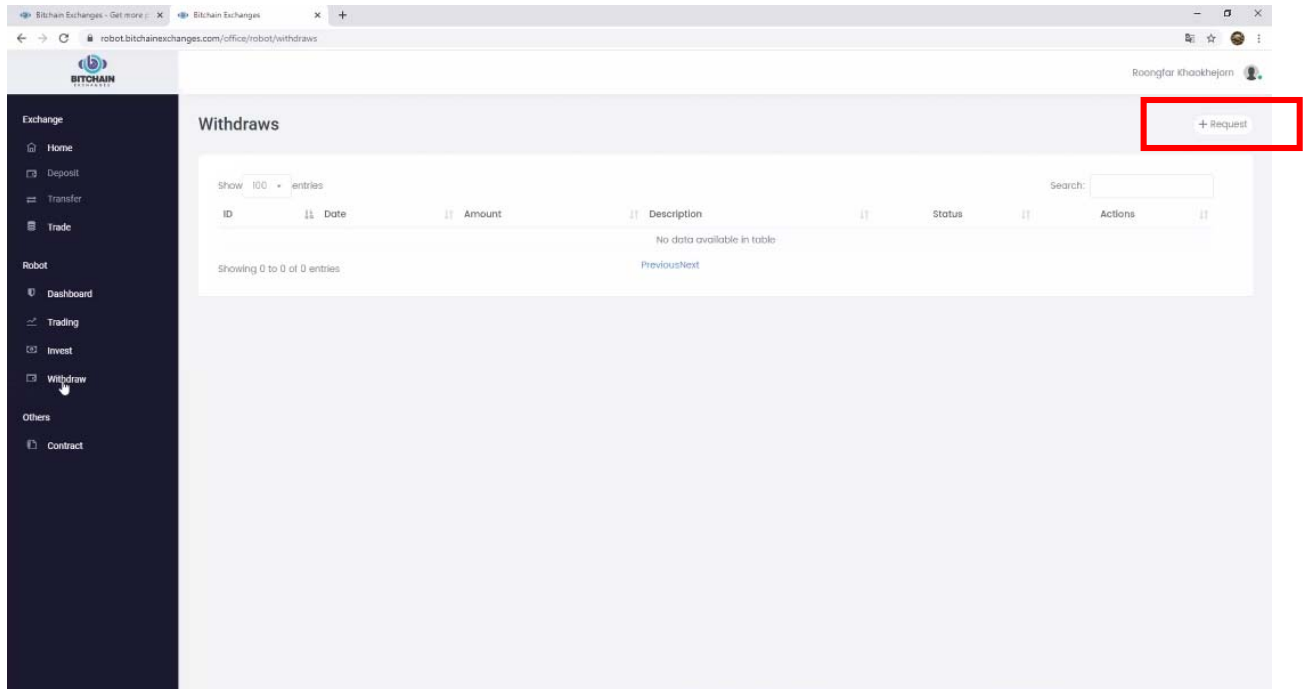 Bitchain Exchanges - Get more p
Bitchain Exchanges
robot.bitchainexchanges.com/office/robot/withdraws
BITCHAIN
EXCHANGES
Roongfar Khaokhejorn
Exchange
Home
Deposit
Transfer
Trade
Robot
Dashboard
Trading
Invest
Withdraw
Others
Contract
Withdraws
+ Request
Show 100 entries
Search:
ID Date Amount Description Status Actions
No data available in table
Showing 0 to 0 of 0 entries
PreviousNext